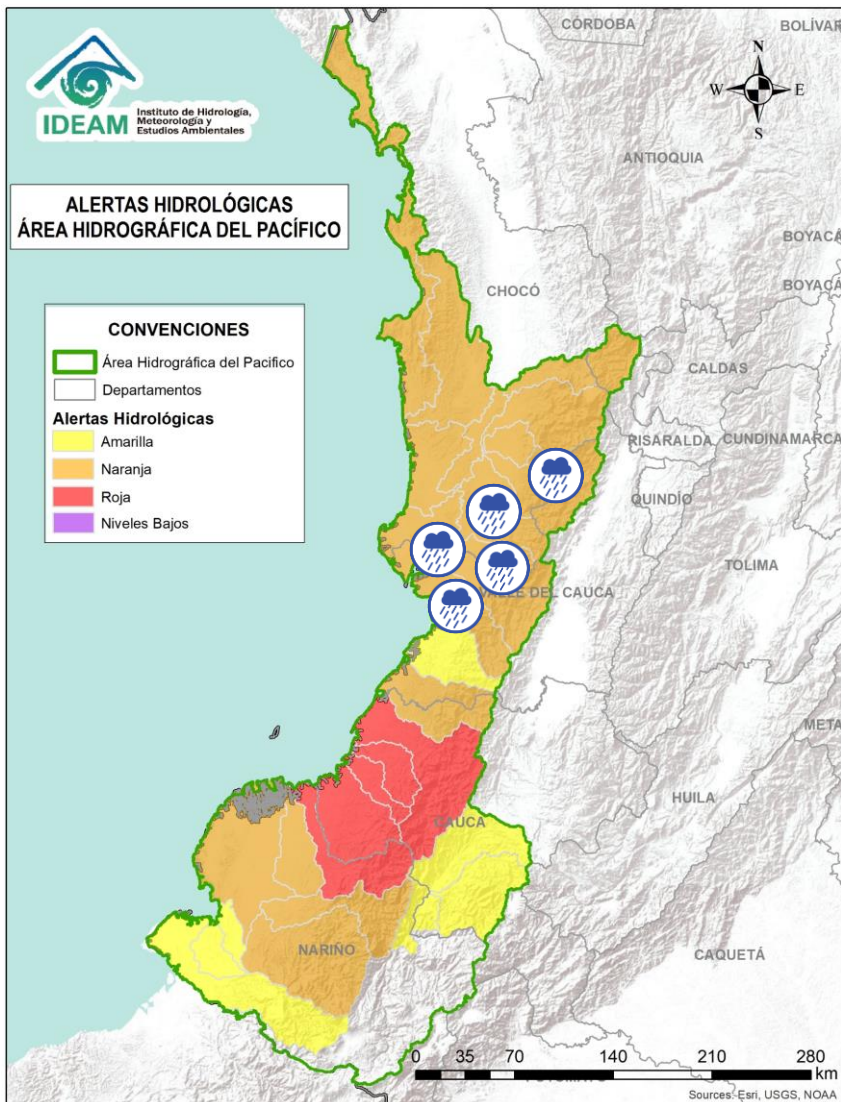 CÓRDOBA
BOLÍVAR
IDEAM
Instituto de Hidrología,
Meteorología y
Estudios Ambientales
N
W
E
S
ANTIOQUIA
ALERTAS HIDROLÓGICAS
ÁREA HIDROGRÁFICA DEL PACÍFICO
BOYACÁ
BOYACÁ
CHOCÓ
CONVENCIONES
Área Hidrográfica del Pacifico
Departamentos
Alertas Hidrológicas
Amarilla
Naranja
Roja
Niveles Bajos
CALDAS
RISARALDA
CUNDINAMARCA
QUINDÍO
TOLIMA
VALLE DEL CAUCA
META
HUILA
CAUCA
NARIÑO
CAQUETÁ
0 35 70 140 210 280
km
Sources: Esri, USGS, NOAA